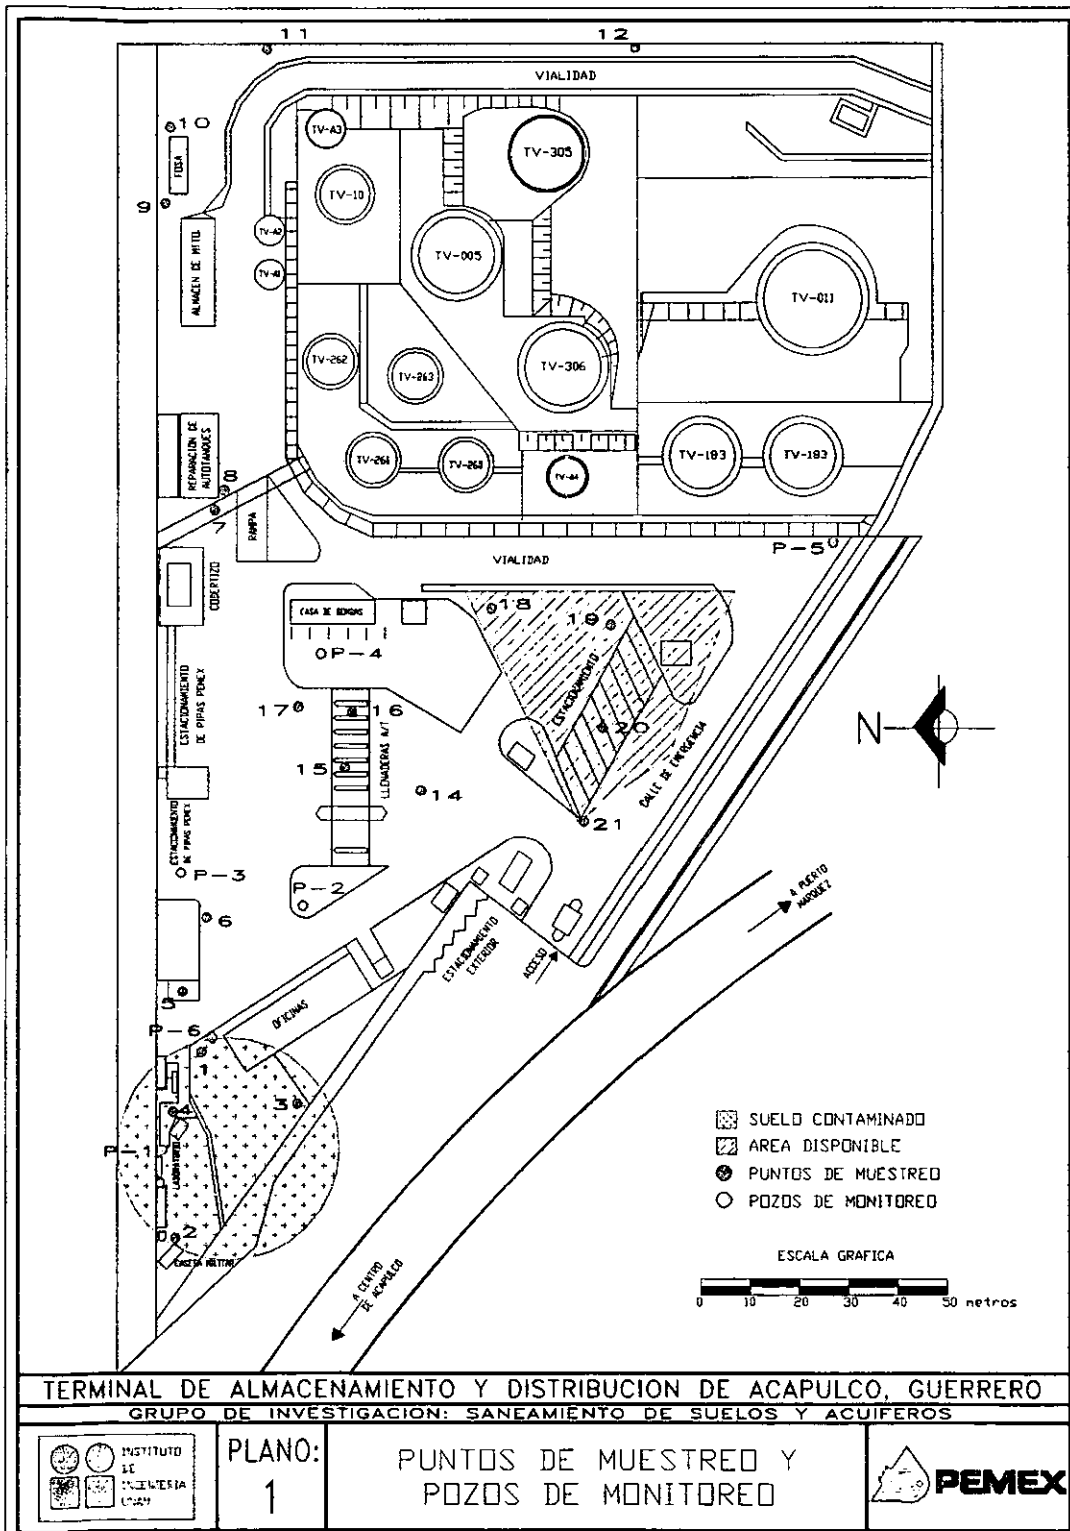 11
12
VIALIDAD
10
FOSA
9
ALMACEN DE MTTO.
TV-A3
TV-10
TV-305
TV-A2
TV-A1
TV-005
TV-011
TV-262
TV-263
TV-306
TV-261
TV-260
TV-A4
TV-183
TV-183
REPARACION DE
AUTOTANQUES
8
7
RAMPA
P-5
VIALIDAD
COBERTIZO
CASA DE BOMBAS
18
19
P-4
ESTACIONAMIENTO
ESTACIONAMIENTO
DE PIPAS PEMEX
17
16
20
N
LLENADERAS A/T
CALLE DE EMERGENCIA
15
14
21
ESTACIONAMIENTO
DE PIPAS PEMEX
P-3
P-2
6
A PUERTO
MARQUEZ
ESTACIONAMIENTO
EXTERIOR
ACCESO
5
OFICINAS
P-6
1
3
4
P-1
LABORATORIO
2
CASETA MILITAR
A CENTRO
DE ACAPULCO
SUELO CONTAMINADO
AREA DISPONIBLE
PUNTOS DE MUESTREO
POZOS DE MONITOREO
ESCALA GRAFICA
0 10 20 30 40 50 metros
TERMINAL DE ALMACENAMIENTO Y DISTRIBUCION DE ACAPULCO, GUERRERO
GRUPO DE INVESTIGACION: SANEAMIENTO DE SUELOS Y ACUIFEROS
INSTITUTO
DE
INGENIERIA
UNAM
PLANO:
1
PUNTOS DE MUESTREO Y
POZOS DE MONITOREO
PEMEX